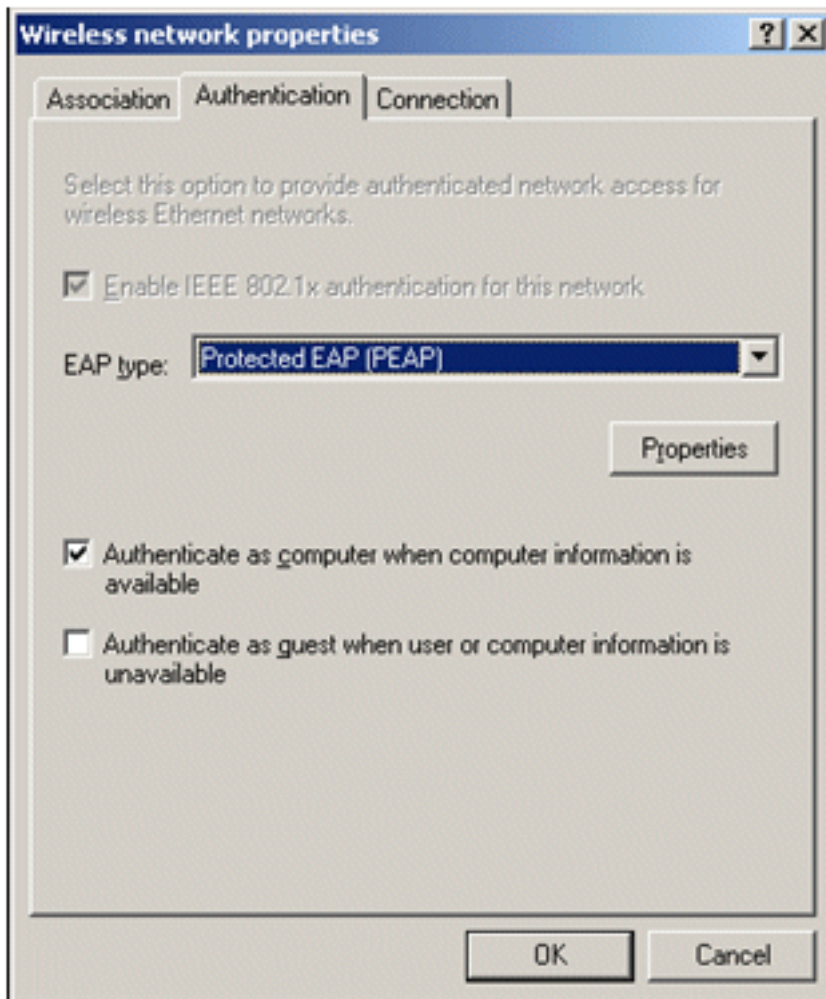 Wireless network properties
Association Authentication Connection
Select this option to provide authenticated network access for
wireless Ethernet networks.
Enable IEEE 802.1x authentication for this network
EAP type: Protected EAP (PEAP)
Properties
Authenticate as computer when computer information is
available
Authenticate as guest when user or computer information is
unavailable
OK Cancel